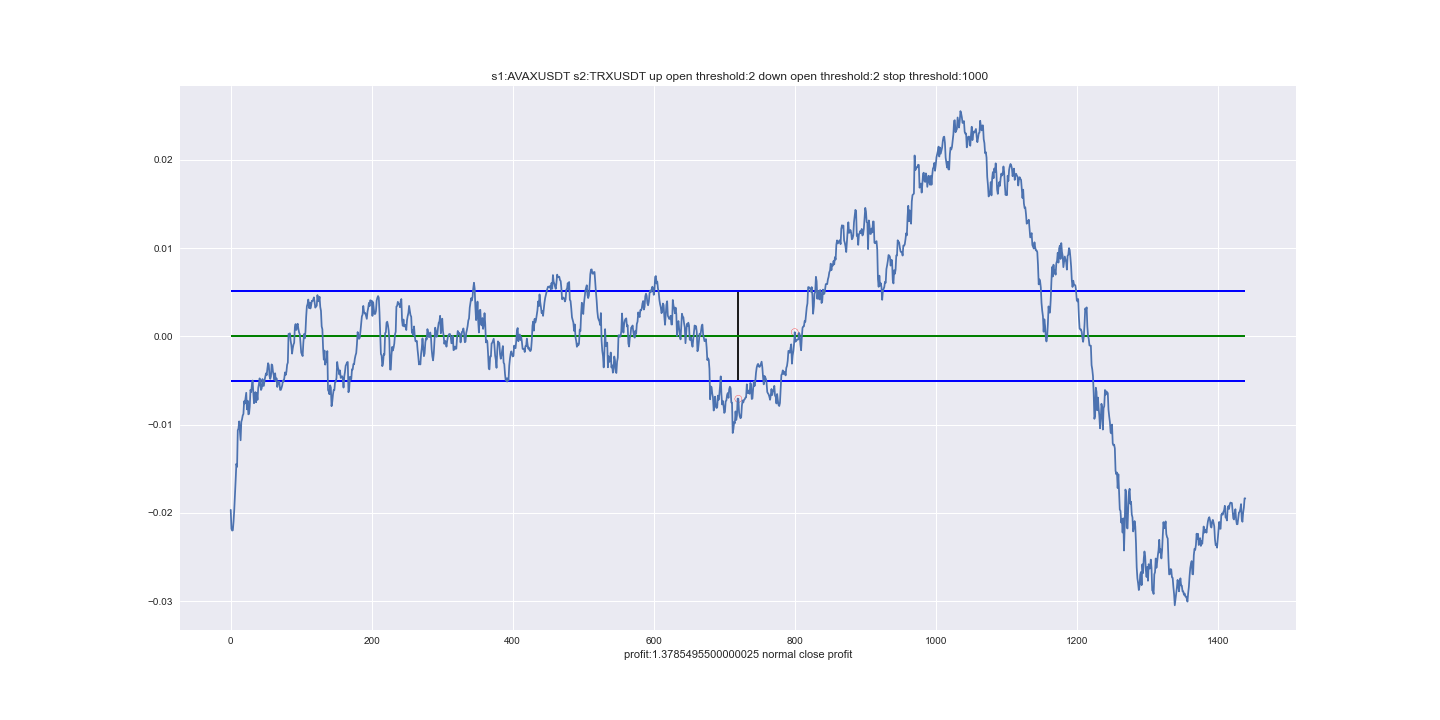 s1:AVAXUSDT s2:TRXUSDT up open threshold:2 down open threshold:2 stop threshold:1000
0.02
0.01
0.00
−0.01
−0.02
−0.03
0 200 400 600 800 1000 1200 1400
profit:1.3785495500000025 normal close profit